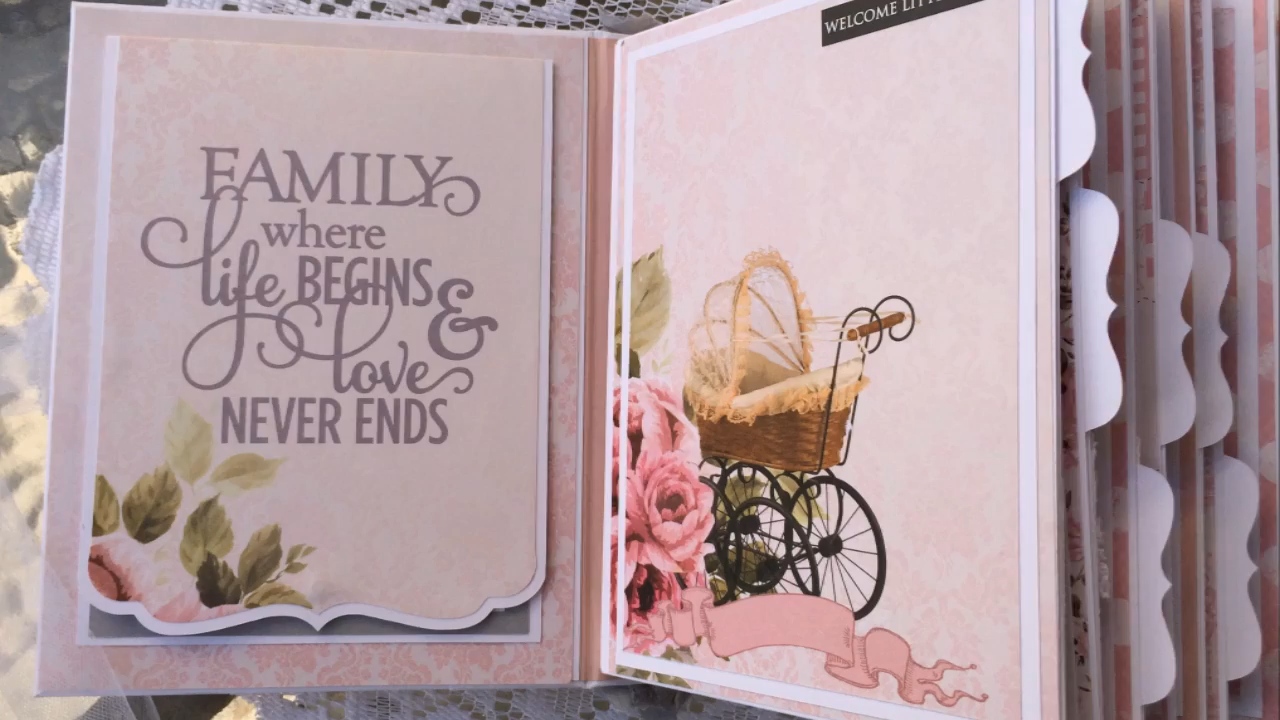 FAMILY
where
life BEGINS &
love
NEVER ENDS
WELCOME